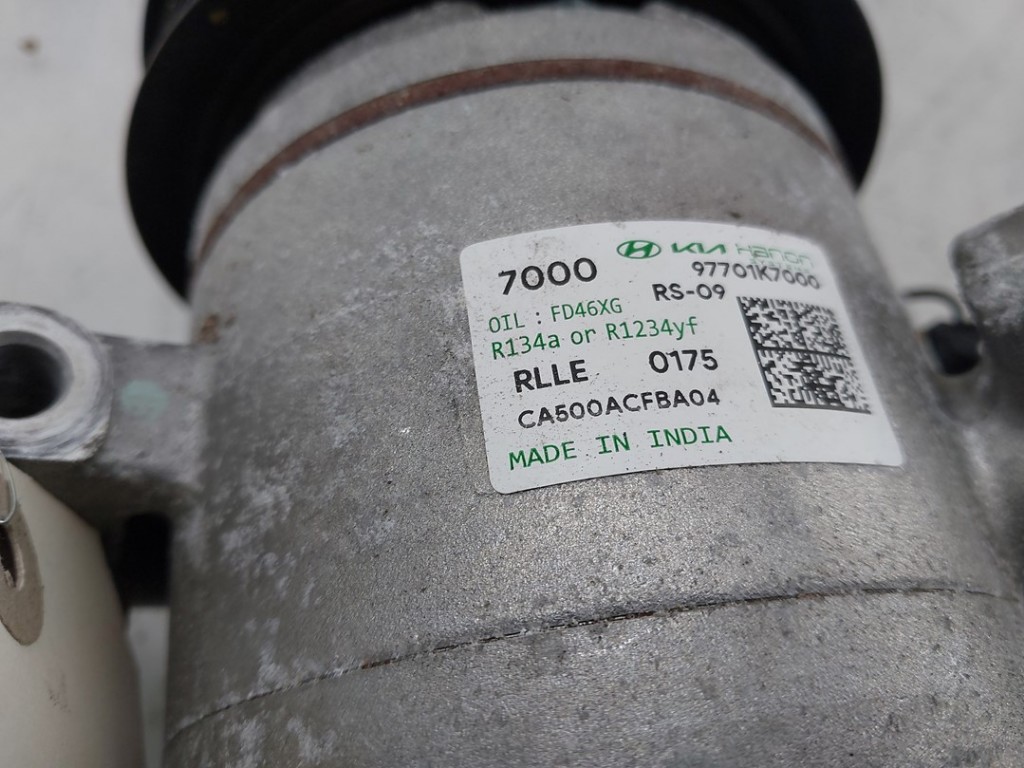 KIA Hanon
7000 97701K7000
RS-09
OIL : FD46XG
R134a or R1234yf
RLLE 0175
CA500ACFBA04
MADE IN INDIA